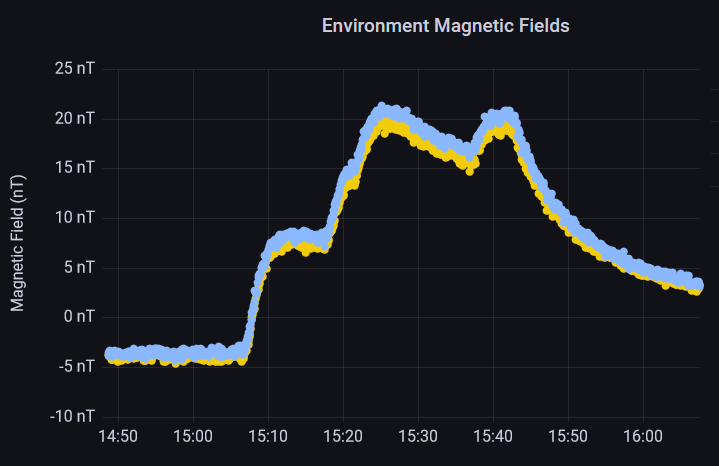 Environment Magnetic Fields
Magnetic Field (nT)
25 nT
20 nT
15 nT
10 nT
5 nT
0 nT
-5 nT
-10 nT
14:50 15:00 15:10 15:20 15:30 15:40 15:50 16:00